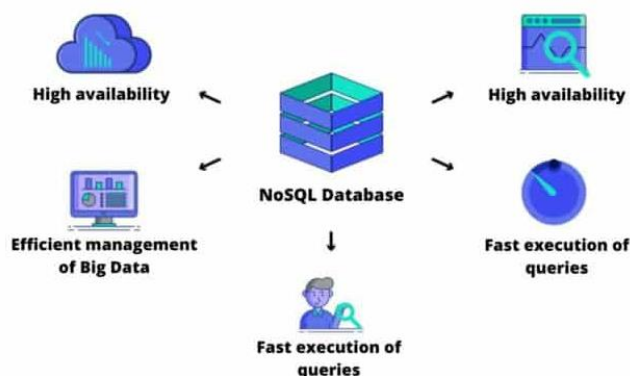 High availability
High availability
NoSQL Database
Efficient management
of Big Data
Fast execution of
queries
Fast execution of
queries